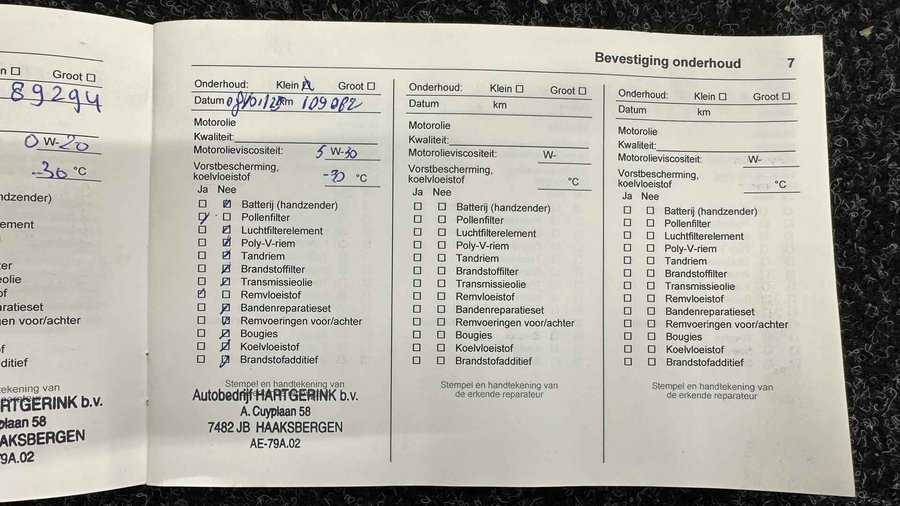 Bevestiging onderhoud 7
n ☐ Groot ☐
89294
0 W-20
-30 °C
ndzender)
ement
r
ter
eolie
of
aratieset
gen voor/achter
f
ditief
tekening van
RTGERINK b.v.
plaan 58
AKSBERGEN
79A.02
Onderhoud: Klein ☑ Groot ☐
Datum km 109082
Motorolie
Kwaliteit:
Motorolieviscositeit: 5 W-30
Vorstbescherming,
koelvloeistof -30 °C
Ja Nee
☐ ☑ Batterij (handzender)
☑ ☐ Pollenfilter
☐ ☑ Luchtfilterelement
☐ ☑ Poly-V-riem
☐ ☑ Tandriem
☐ ☑ Brandstoffilter
☐ ☑ Transmissieolie
☑ ☐ Remvloeistof
☐ ☑ Bandenreparatieset
☐ ☑ Remvoeringen voor/achter
☐ ☑ Bougies
☐ ☑ Koelvloeistof
☐ ☑ Brandstofadditief
Stempel en handtekening van
Autobedrijf HARTGERINK b.v.
A. Cuyplaan 58
7482 JB HAAKSBERGEN
AE-79A.02
Onderhoud: Klein ☐ Groot ☐
Datum km
Motorolie
Kwaliteit:
Motorolieviscositeit: W-
Vorstbescherming,
koelvloeistof °C
Ja Nee
☐ ☐ Batterij (handzender)
☐ ☐ Pollenfilter
☐ ☐ Luchtfilterelement
☐ ☐ Poly-V-riem
☐ ☐ Tandriem
☐ ☐ Brandstoffilter
☐ ☐ Transmissieolie
☐ ☐ Remvloeistof
☐ ☐ Bandenreparatieset
☐ ☐ Remvoeringen voor/achter
☐ ☐ Bougies
☐ ☐ Koelvloeistof
☐ ☐ Brandstofadditief
Stempel en handtekening van
de erkende reparateur
Onderhoud: Klein ☐ Groot ☐
Datum km
Motorolie
Kwaliteit:
Motorolieviscositeit: W-
Vorstbescherming,
koelvloeistof °C
Ja Nee
☐ ☐ Batterij (handzender)
☐ ☐ Pollenfilter
☐ ☐ Luchtfilterelement
☐ ☐ Poly-V-riem
☐ ☐ Tandriem
☐ ☐ Brandstoffilter
☐ ☐ Transmissieolie
☐ ☐ Remvloeistof
☐ ☐ Bandenreparatieset
☐ ☐ Remvoeringen voor/achter
☐ ☐ Bougies
☐ ☐ Koelvloeistof
☐ ☐ Brandstofadditief
Stempel en handtekening van
de erkende reparateur